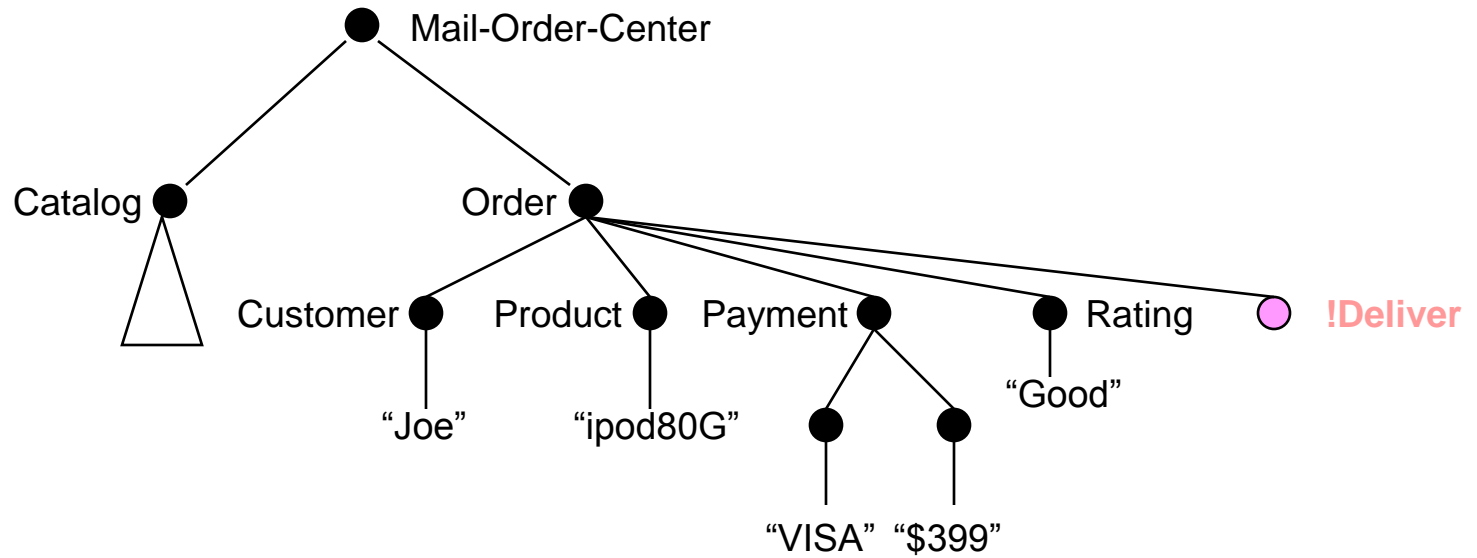 Mail-Order-Center
Catalog
Order
Customer
Product
Payment
Rating
!Deliver
“Joe”
“ipod80G”
“Good”
“VISA”
“$399”